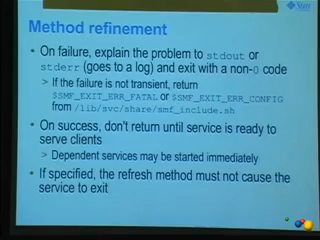 Sun
Method refinement
• On failure, explain the problem to stdout or
stderr (goes to a log) and exit with a non-0 code
> If the failure is not transient, return
$SMF_EXIT_ERR_FATAL or $SMF_EXIT_ERR_CONFIG
from /lib/svc/share/smf_include.sh
• On success, don't return until service is ready to
serve clients
> Dependent services may be started immediately
• If specified, the refresh method must not cause the
service to exit